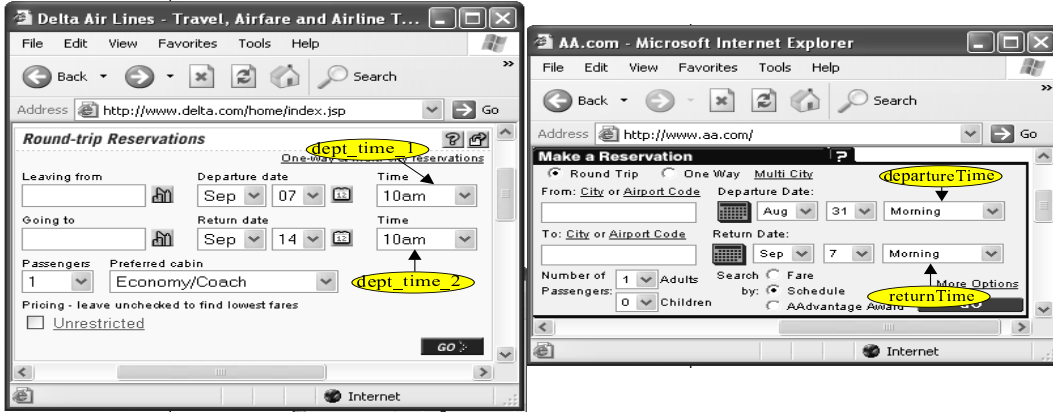 Delta Air Lines - Travel, Airfare and Airline T...
File Edit View Favorites Tools Help
Back Search »
Address http://www.delta.com/home/index.jsp Go
Round-trip Reservations ?
dept_time_1
One-way reservations
Leaving from Departure date Time
Sep 07 12 10am
Going to Return date Time
Sep 14 12 10am
Passengers Preferred cabin
1 Economy/Coach
dept_time_2
Pricing - leave unchecked to find lowest fares
Unrestricted
GO
Internet
AA.com - Microsoft Internet Explorer
File Edit View Favorites Tools Help
Back Search »
Address http://www.aa.com/ Go
Make a Reservation ?
Round Trip One Way Multi City
departureTime
From: City or Airport Code Departure Date:
Aug 31 Morning
To: City or Airport Code Return Date:
Sep 7 Morning
Number of Passengers: 1 Adults
0 Children
Search by: Fare
Schedule
AAdvantage Award
More Options
returnTime
GO
Internet